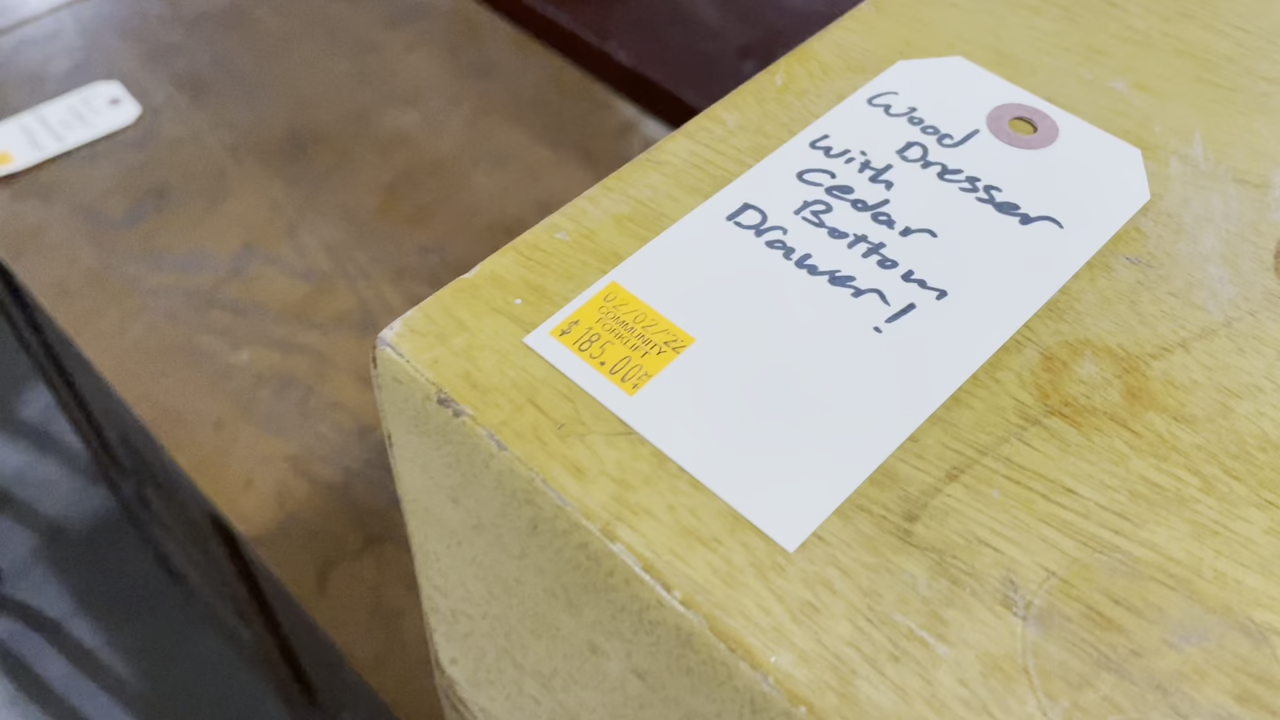 Wood
Dresser
with
Cedar
Bottom
Drawer!
02/02/22
COMMUNITY
FORKLIFT
$185.00